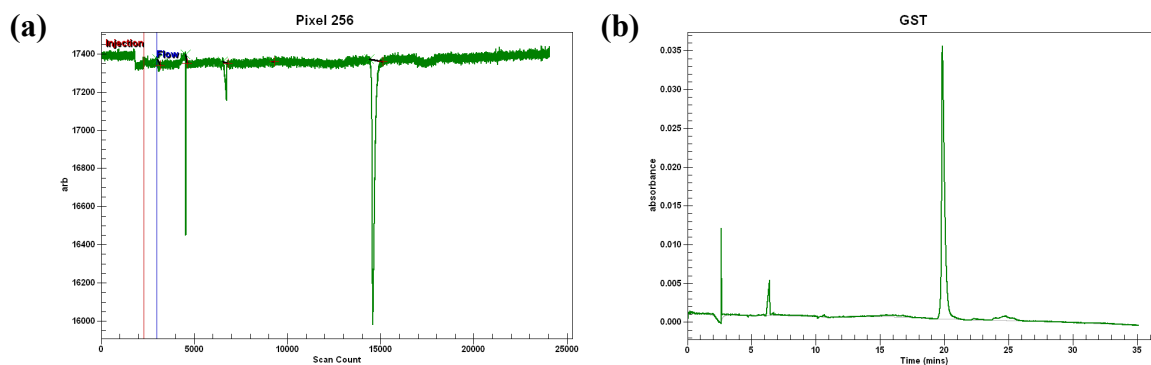 (a)
Pixel 256
Injection
Flow
17400
17200
17000
16800
16600
16400
16200
16000
arb
0 5000 10000 15000 20000 25000
Scan Count
(b)
GST
0.035
0.030
0.025
0.020
0.015
0.010
0.005
0.000
absorbance
0 5 10 15 20 25 30 35
Time (mins)